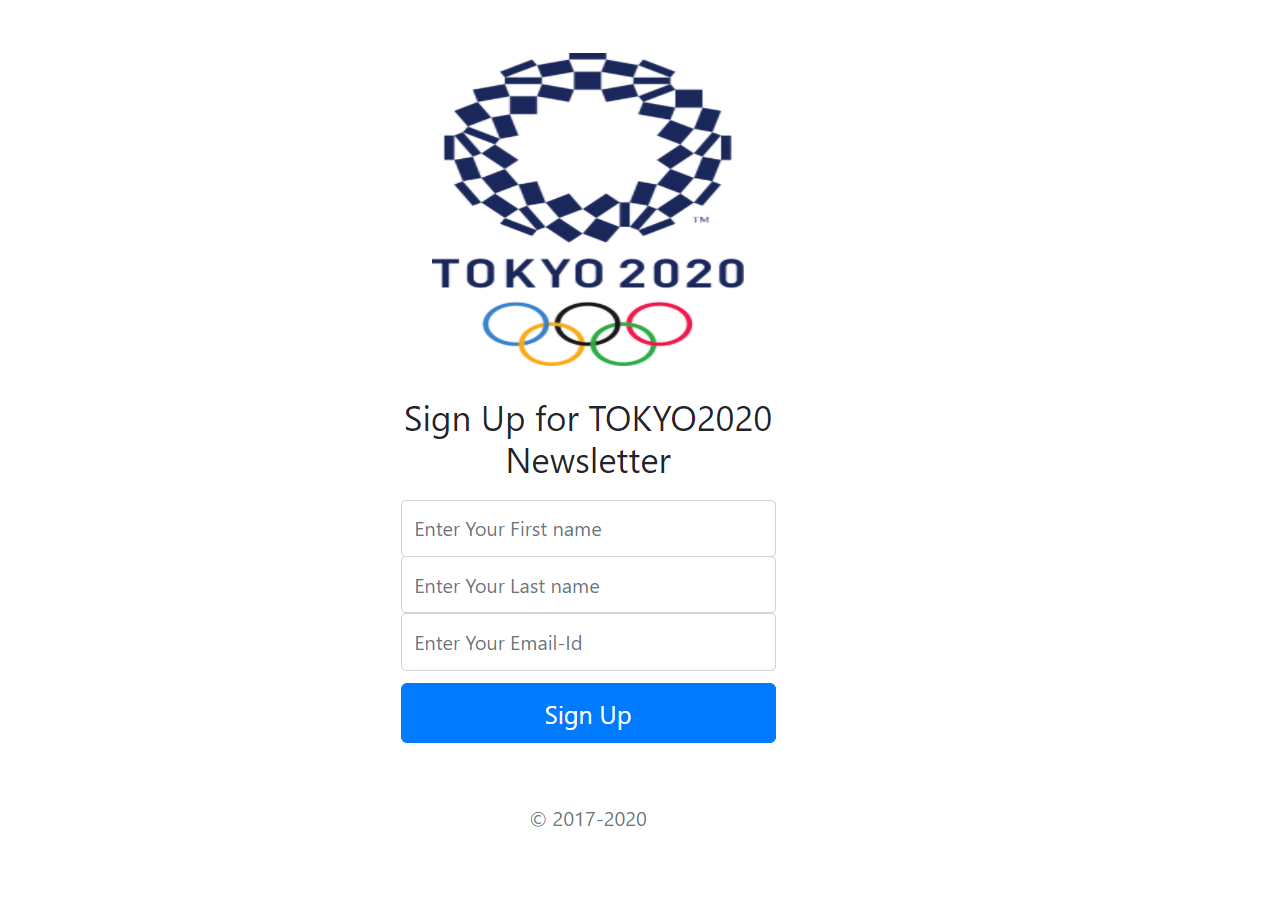 TM
TOKYO 2020
Sign Up for TOKYO2020
Newsletter
Enter Your First name
Enter Your Last name
Enter Your Email-Id
Sign Up
© 2017-2020